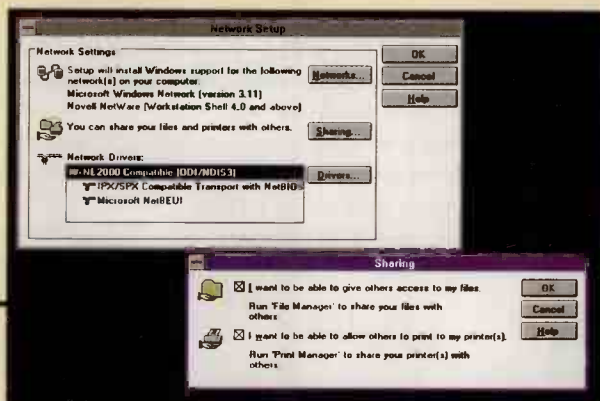 Network Setup
Network Settings
Setup will install Windows support for the following
network(s) on your computer:
Microsoft Windows Network (version 3.11)
Novell NetWare (Workstation Shell 4.0 and above)
Networks...
You can share your files and printers with others.
Sharing...
Network Drivers:
NE2000 Compatible [ODI/NDIS3]
IPX/SPX Compatible Transport with NetBIOS
Microsoft NetBEUI
Drivers...
OK
Cancel
Help
Sharing
I want to be able to give others access to my files.
Run 'File Manager' to share your files with
others
I want to be able to allow others to print to my printer(s).
Run 'Print Manager' to share your printer(s) with
others
OK
Cancel
Help